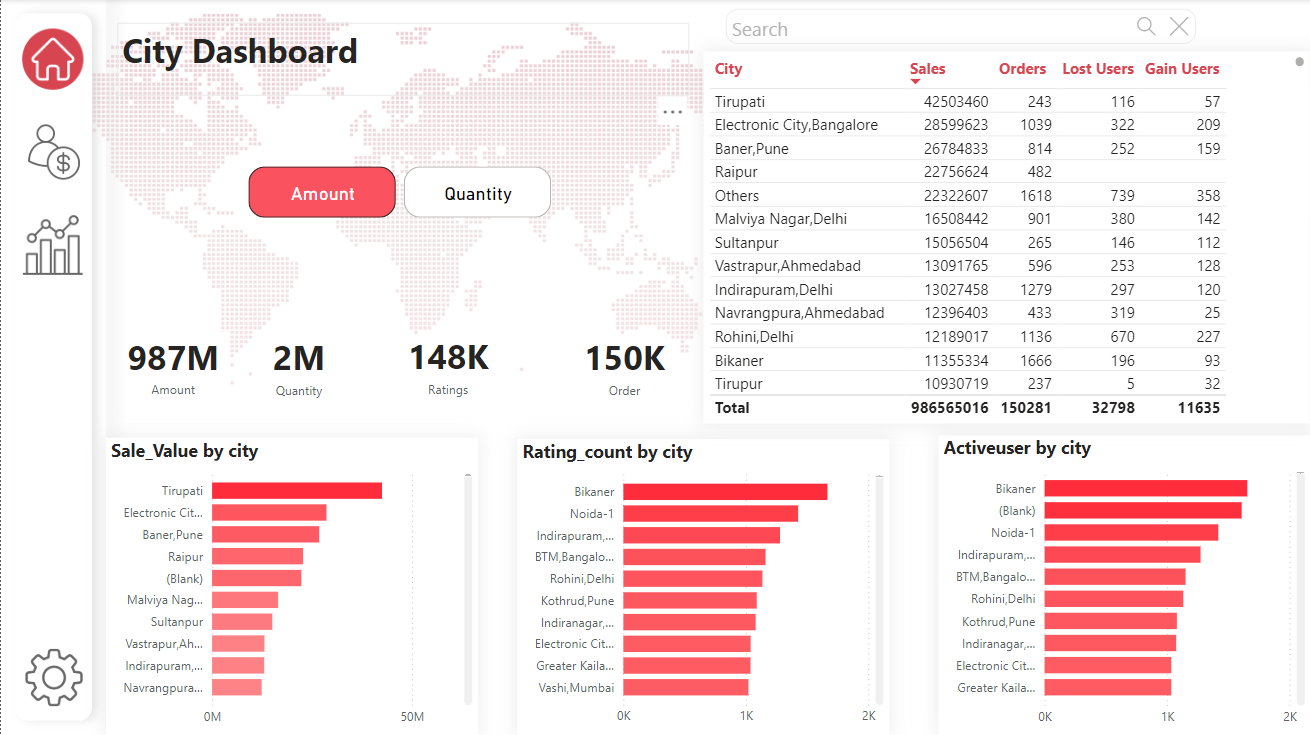 City Dashboard
Search
Amount
Quantity
987M
Amount
2M
Quantity
148K
Ratings
150K
Order
City Sales Orders Lost Users Gain Users
Tirupati 42503460 243 116 57
Electronic City,Bangalore 28599623 1039 322 209
Baner,Pune 26784833 814 252 159
Raipur 22756624 482
Others 22322607 1618 739 358
Malviya Nagar,Delhi 16508442 901 380 142
Sultanpur 15056504 265 146 112
Vastrapur,Ahmedabad 13091765 596 253 128
Indirapuram,Delhi 13027458 1279 297 120
Navrangpura,Ahmedabad 12396403 433 319 25
Rohini,Delhi 12189017 1136 670 227
Bikaner 11355334 1666 196 93
Tirupur 10930719 237 5 32
Total 986565016 150281 32798 11635
Sale_Value by city
Tirupati
Electronic Cit...
Baner,Pune
Raipur
(Blank)
Malviya Nag...
Sultanpur
Vastrapur,Ah...
Indirapuram,...
Navrangpura...
0M 50M
Rating_count by city
Bikaner
Noida-1
Indirapuram,...
BTM,Bangalo...
Rohini,Delhi
Kothrud,Pune
Indiranagar,...
Electronic Cit...
Greater Kaila...
Vashi,Mumbai
0K 1K 2K
Activeuser by city
Bikaner
(Blank)
Noida-1
Indirapuram,...
BTM,Bangalo...
Rohini,Delhi
Kothrud,Pune
Indiranagar,...
Electronic Cit...
Greater Kaila...
0K 1K 2K